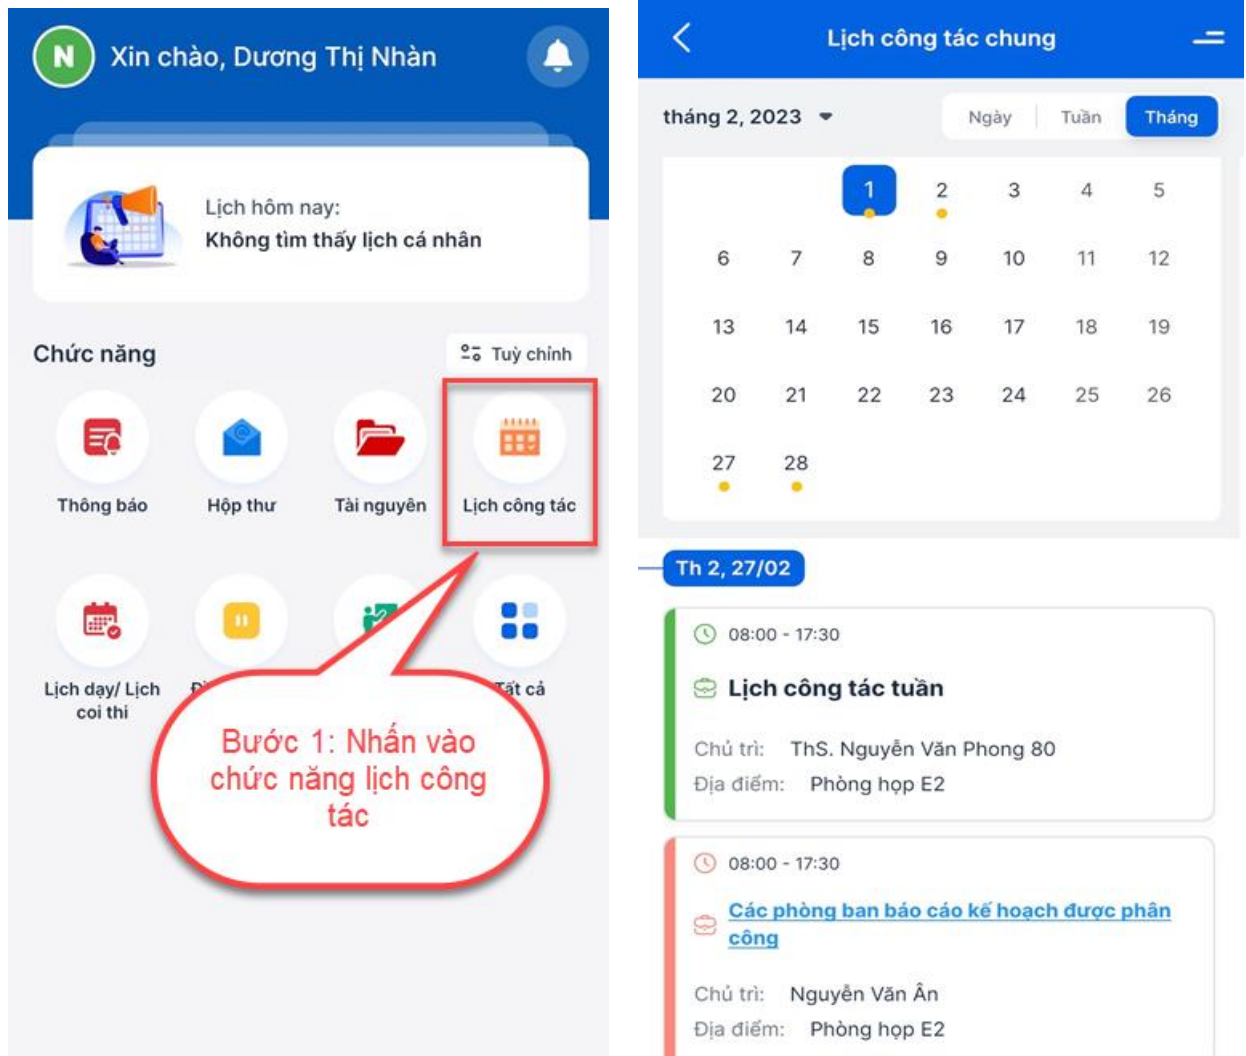 N
Xin chào, Dương Thị Nhàn
Lịch hôm nay:
Không tìm thấy lịch cá nhân
Chức năng
Tuỳ chỉnh
Thông báo
Hộp thư
Tài nguyên
Lịch công tác
Lịch dạy/ Lịch
coi thi
Tất cả
Bước 1: Nhấn vào
chức năng lịch công
tác
Lịch công tác chung
tháng 2, 2023
Ngày
Tuần
Tháng
1 2 3 4 5
6 7 8 9 10 11 12
13 14 15 16 17 18 19
20 21 22 23 24 25 26
27 28
Th 2, 27/02
08:00 - 17:30
Lịch công tác tuần
Chủ trì: ThS. Nguyễn Văn Phong 80
Địa điểm: Phòng họp E2
08:00 - 17:30
Các phòng ban báo cáo kế hoạch được phân
công
Chủ trì: Nguyễn Văn Ân
Địa điểm: Phòng họp E2